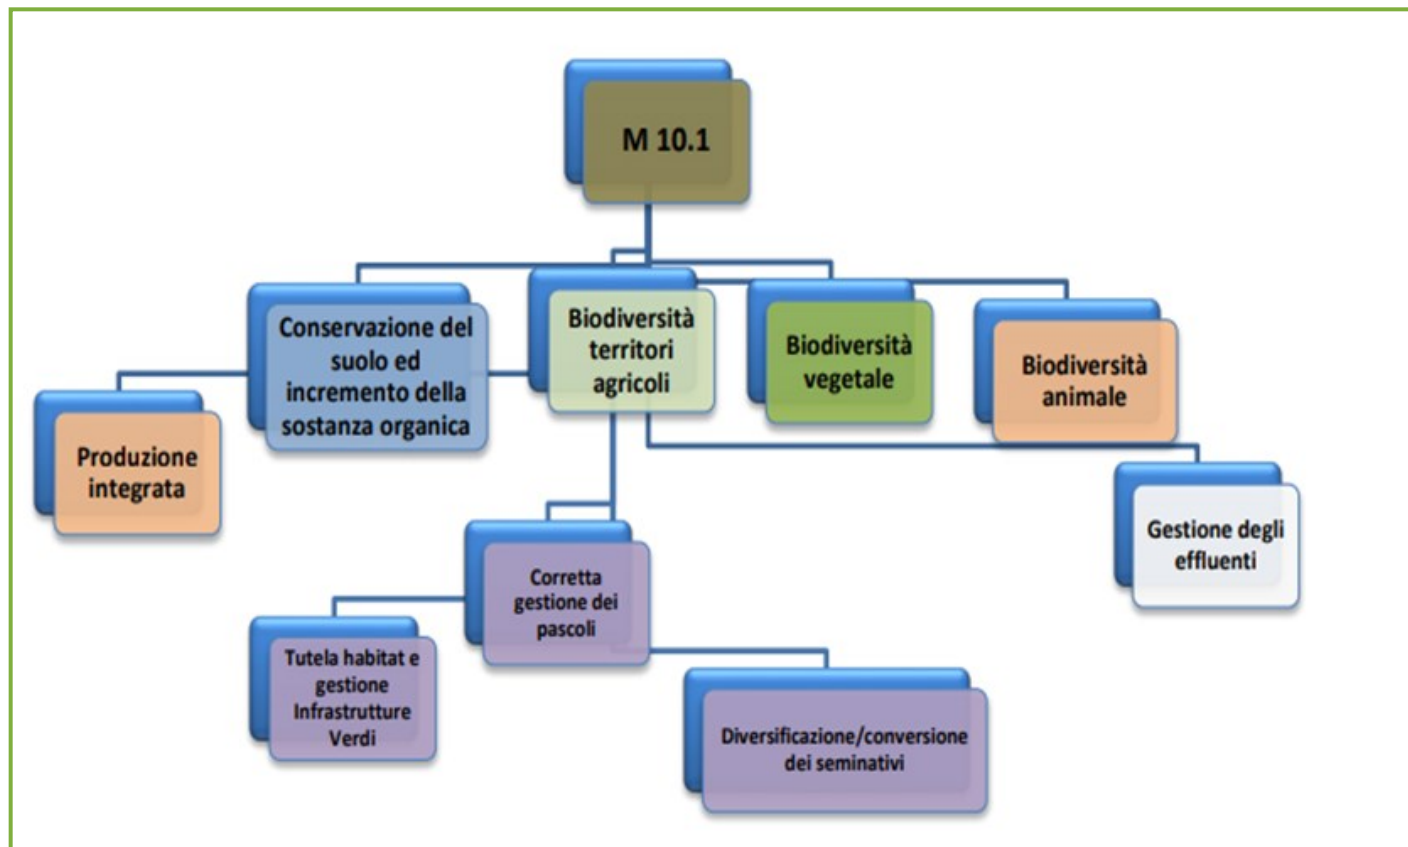 M 10.1
Conservazione del
suolo ed
incremento della
sostanza organica
Biodiversità
territori
agricoli
Biodiversità
vegetale
Biodiversità
animale
Produzione
integrata
Gestione degli
effluenti
Corretta
gestione dei
pascoli
Tutela habitat e
gestione
Infrastrutture
Verdi
Diversificazione/conversione
dei seminativi